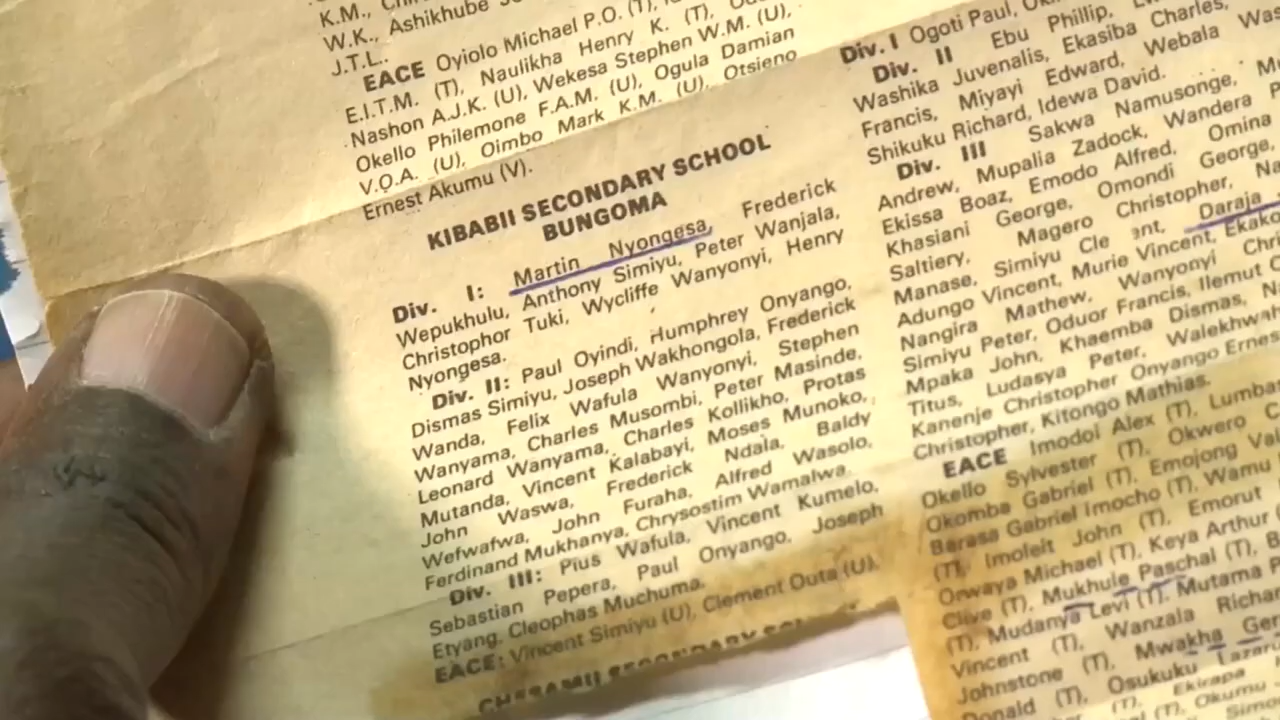 K.M.,
W.K., Ashikhube
J.T.L.
EACE Oyiolo Michael P.O. (T),
E.I.T.M. (T), Naulikha Henry K. (T),
Nashon A.J.K. (U), Wekesa Stephen W.M. (U),
Okello Philemone F.A.M. (U), Ogula Damian
V.O.A. (U), Oimbo Mark K.M. (U), Otsieno
Ernest Akumu (V).
KIBABII SECONDARY SCHOOL
BUNGOMA
Div. I: Martin Nyongesa, Frederick
Wepukhulu, Anthony Simiyu, Peter Wanjala,
Christophor Tuki, Wycliffe Wanyonyi, Henry
Nyongesa.
Div. II: Paul Oyindi, Humphrey Onyango,
Dismas Simiyu, Joseph Wakhongola, Frederick
Wanda, Felix Wafula Wanyonyi, Stephen
Wanyama, Charles Musombi, Peter Masinde,
Leonard Wanyama, Charles Kollikho, Protas
Mutanda, Vincent Kalabayi, Moses Munoko,
John Waswa, Frederick Ndala, Baldy
Wefwafwa, John Furaha, Alfred Wasolo,
Ferdinand Mukhanya, Chrysostim Wamalwa.
Div. III: Pius Wafula, Vincent Kumelo,
Sebastian Pepera, Paul Onyango, Joseph
Etyang, Cleophas Muchuma.
EACE: Vincent Simiyu (U), Clement Outa (U).
SECONDARY
Div. I Ogoti Paul,
Div. II Ebu Phillip,
Washika Juvenalis, Ekasiba Charles,
Francis, Miyayi Edward, Webala
Shikuku Richard, Idewa David.
Div. III Sakwa Namusonge,
Andrew, Mupalia Zadock, Wandera
Ekissa Boaz, Emodo Alfred, Omina
Khasiani George, Omondi George,
Saltiery, Magero Christopher,
Manase, Simiyu Cle ent, Daraja
Adungo Vincent, Murie Vincent, Ekako
Nangira Mathew, Wanyonyi
Simiyu Peter, Oduor Francis, Ilemut
Mpaka John, Khaemba Dismas,
Titus, Ludasya Peter, Walekhwa
Kanenje Christopher Onyango
Christopher, Kitongo Mathias.
EACE Imodoi Alex (T),
Okello Sylvester (T), Okwero
Okomba Gabriel (T), Emojong
Barasa Gabriel Imocho (T), Wamu
(T), Imoleit John (T), Emorut
Orwaya Michael (T), Keya Arthur
Clive (T), Mukhule Paschal (T),
(T), Mudanya Levi (T), Mutama
Vincent (T), Wanzala
Johnstone (T), Mwakha
Donald (T), Osukuku
(T), Ekirapa
(T), Okumu